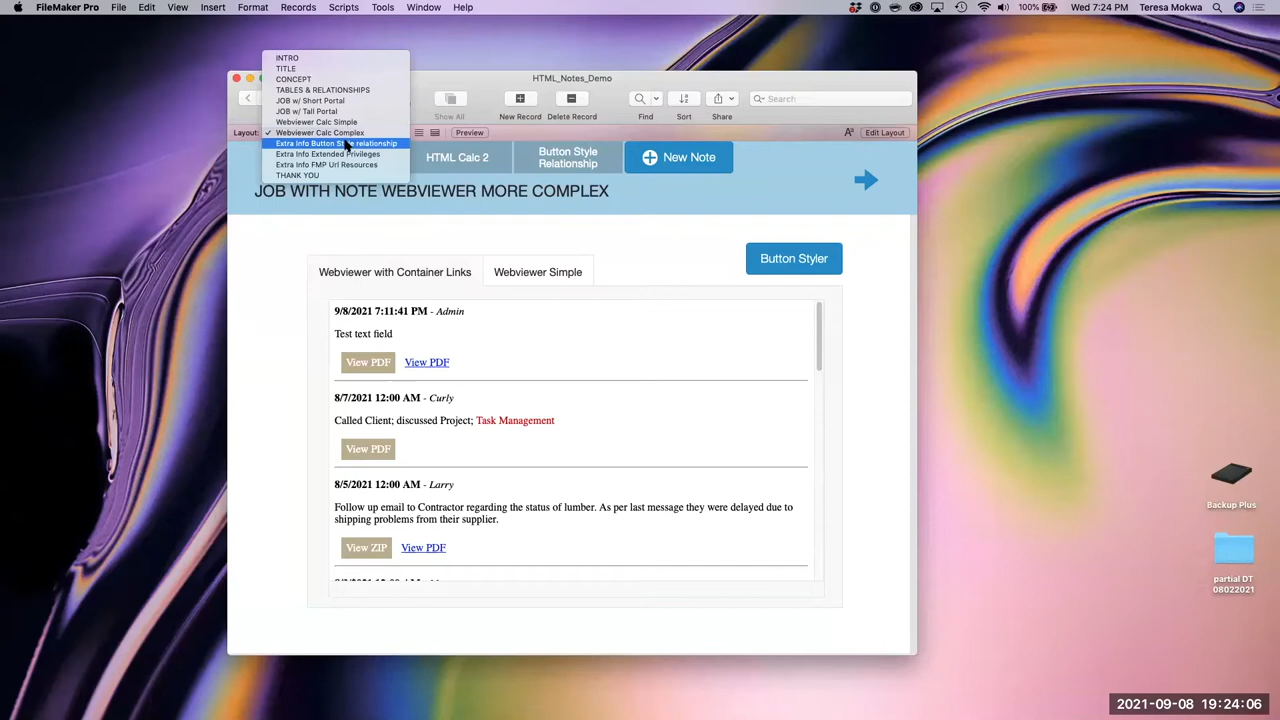 FileMaker Pro File Edit View Insert Format Records Scripts Tools Window Help 100% Wed 7:24 PM Teresa Mokwa
INTRO
TITLE
CONCEPT
TABLES & RELATIONSHIPS
JOB w/ Short Portal
JOB w/ Tall Portal
Webviewer Calc Simple
✓ Webviewer Calc Complex
Extra Info Button Style relationship
Extra Info Extended Privileges
Extra Info FMP Url Resources
THANK YOU
HTML_Notes_Demo
Show All New Record Delete Record Find Sort Share Search
Layout: Preview Edit Layout
HTML Calc 2
Button Style
Relationship
New Note
JOB WITH NOTE WEBVIEWER MORE COMPLEX
Button Styler
Webviewer with Container Links Webviewer Simple
9/8/2021 7:11:41 PM - Admin
Test text field
View PDF View PDF
8/7/2021 12:00 AM - Curly
Called Client; discussed Project; Task Management
View PDF
8/5/2021 12:00 AM - Larry
Follow up email to Contractor regarding the status of lumber. As per last message they were delayed due to
shipping problems from their supplier.
View ZIP View PDF
Backup Plus
partial DT
08022021
2021-09-08 19:24:06